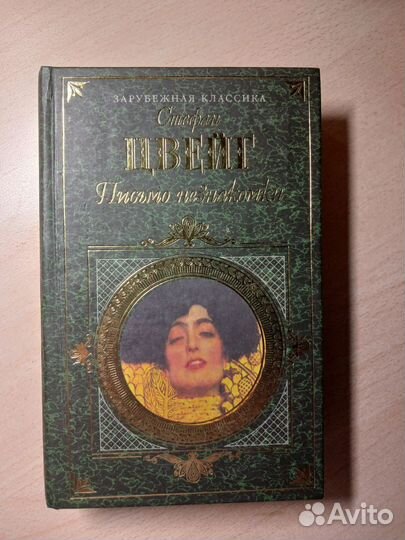 ЗАРУБЕЖНАЯ КЛАССИКА
Стефан
ЦВЕЙГ
Письмо незнакомки
Avito